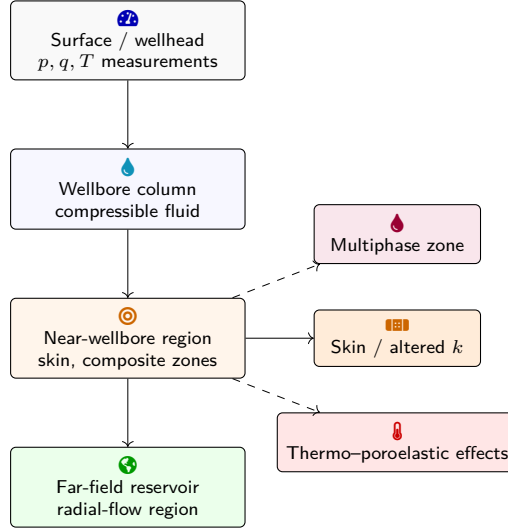 Surface / wellhead
p, q, T measurements
Wellbore column
compressible fluid
Multiphase zone
Near-wellbore region
skin, composite zones
Skin / altered k
Thermo–poroelastic effects
Far-field reservoir
radial-flow region